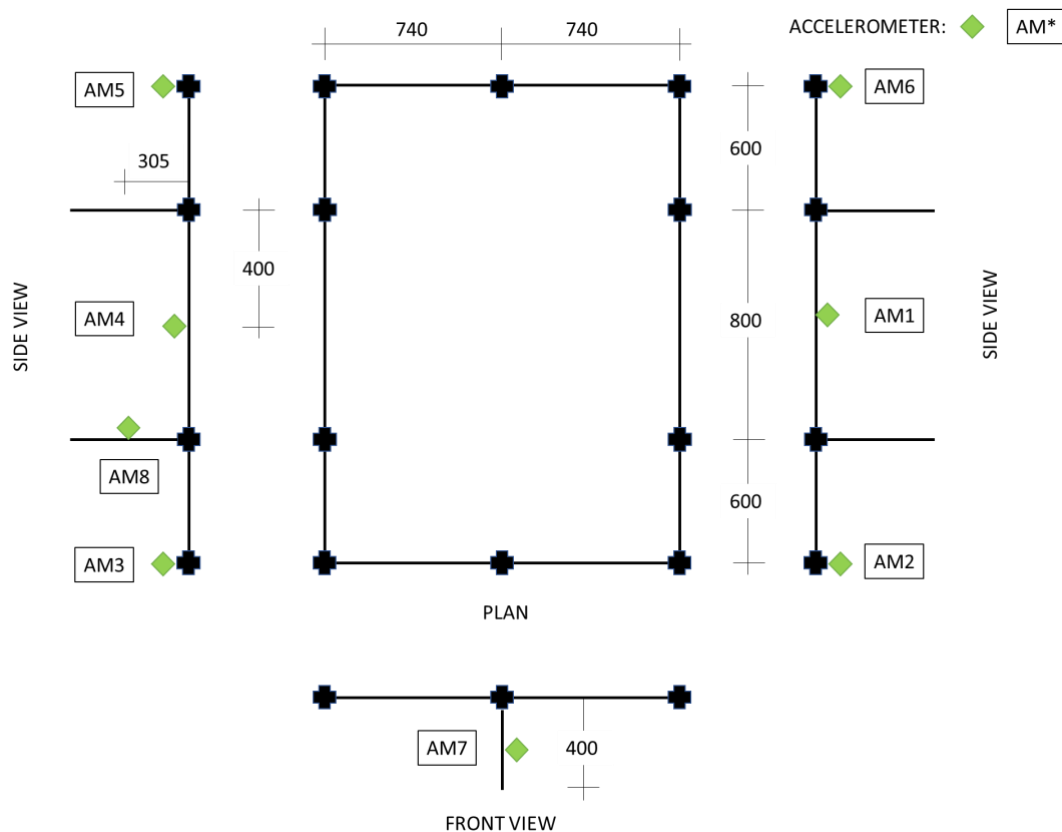 740
740
ACCELEROMETER:
AM*
AM5
AM6
305
600
400
SIDE VIEW
AM4
800
AM1
SIDE VIEW
AM8
600
AM3
AM2
PLAN
AM7
400
FRONT VIEW